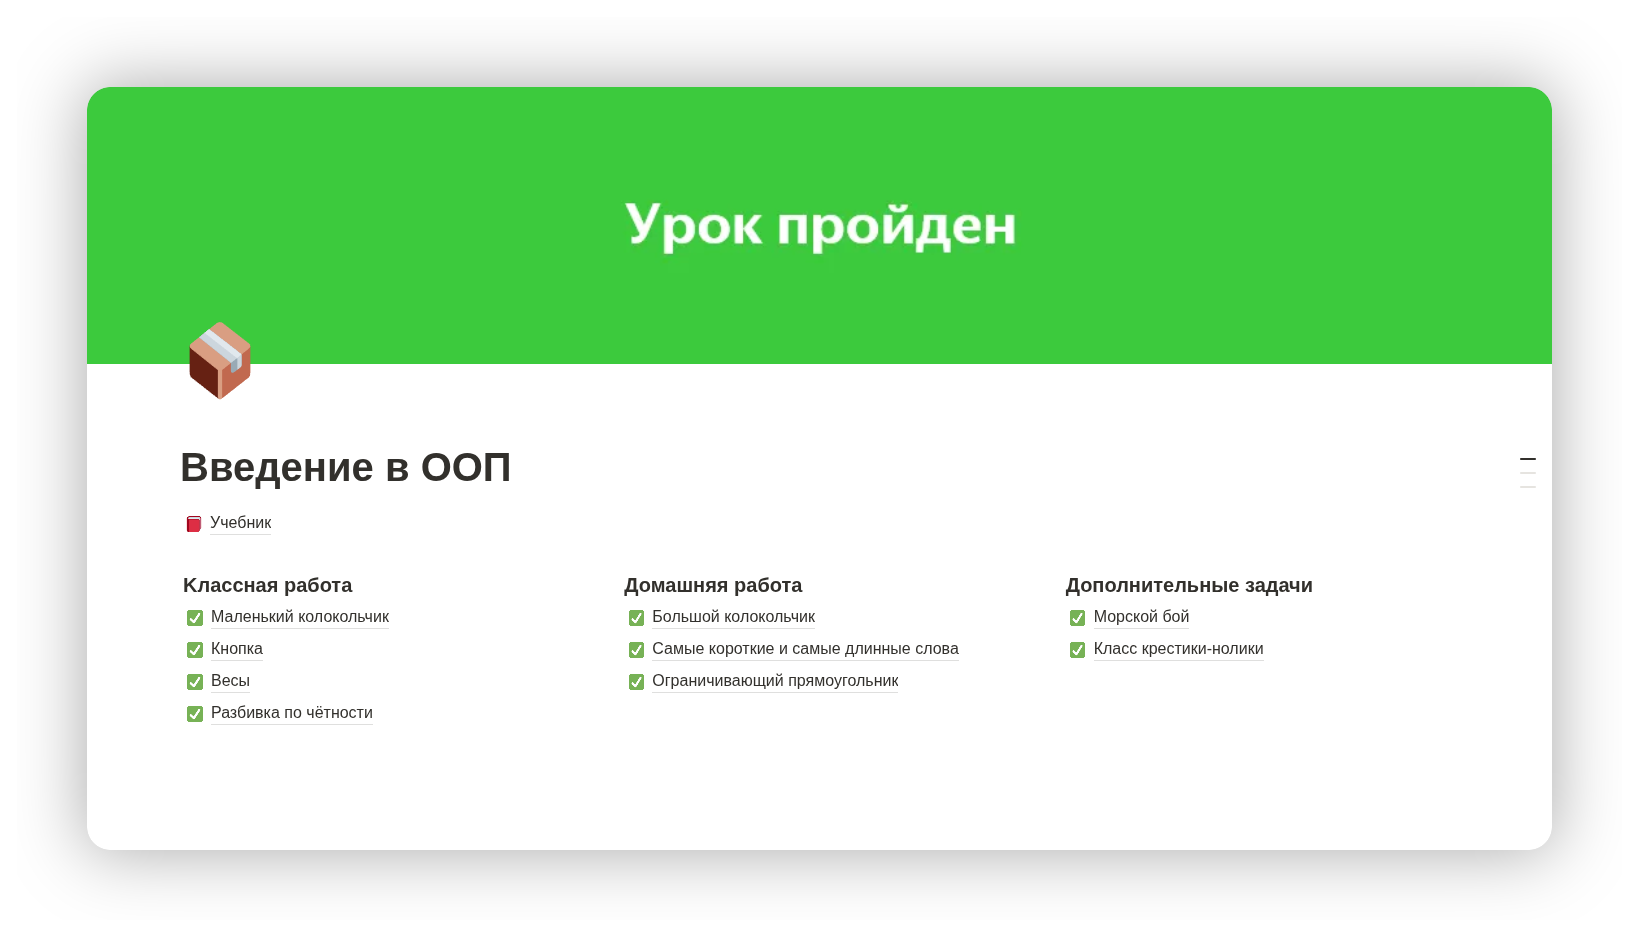 Урок пройден
Введение в ООП
Учебник
Классная работа
Маленький колокольчик
Кнопка
Весы
Разбивка по чётности
Домашняя работа
Большой колокольчик
Самые короткие и самые длинные слова
Ограничивающий прямоугольник
Дополнительные задачи
Морской бой
Класс крестики-нолики